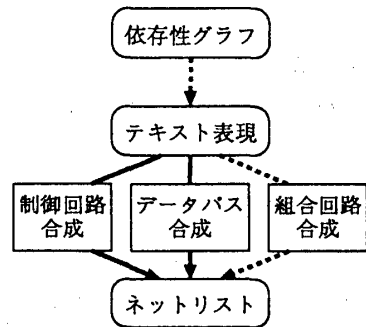 依存性グラフ
テキスト表現
制御回路
合成
データパス
合成
組合回路
合成
ネットリスト